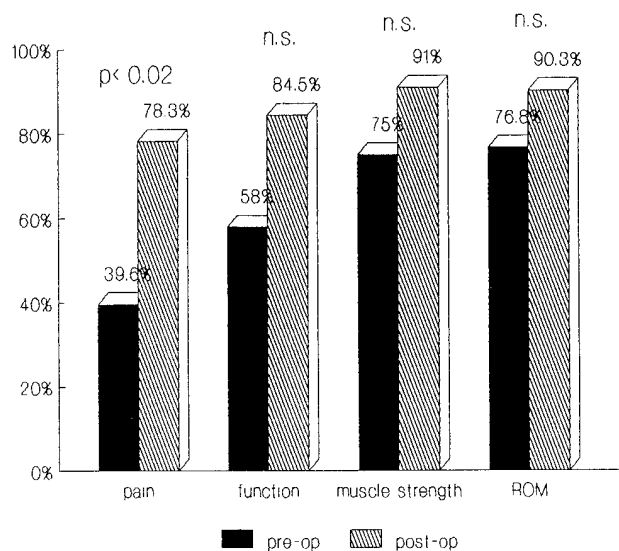 n.s.
n.s.
n.s.
p< 0.02
100%
80%
60%
40%
20%
0%
39.6%
78.3%
58%
84.5%
75%
91%
76.8%
90.3%
pain
function
muscle strength
ROM
pre-op
post-op